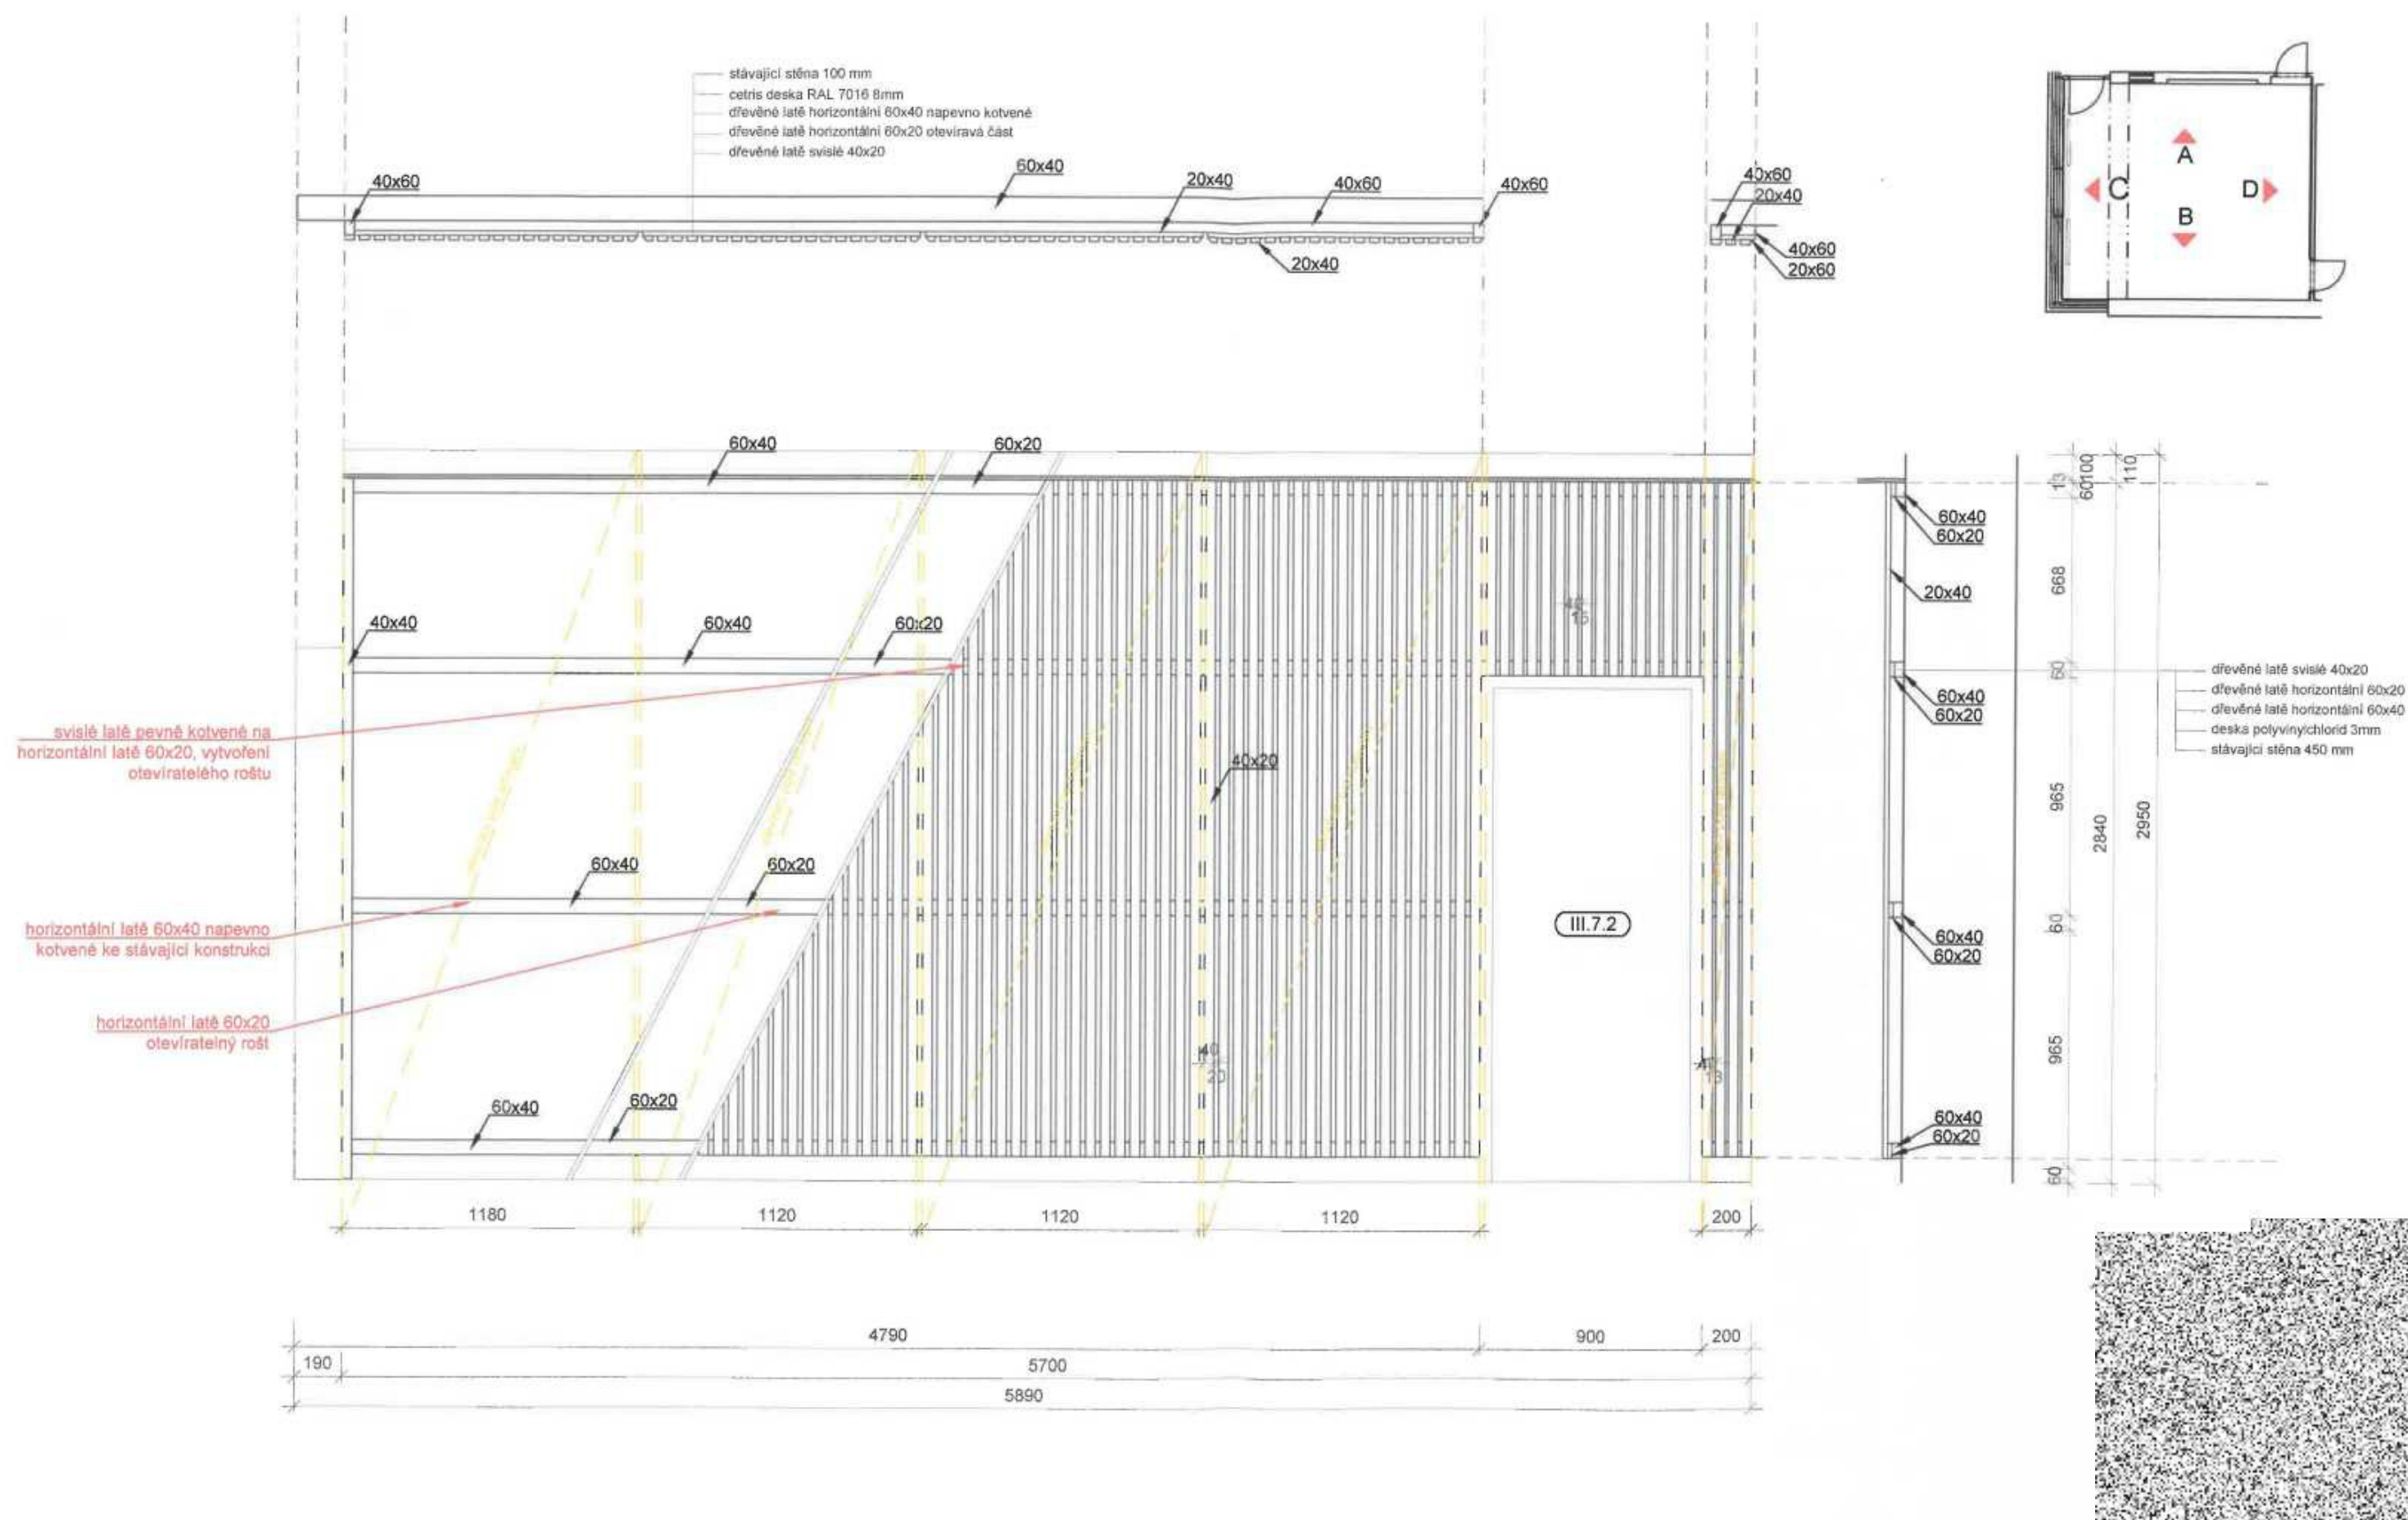 stávající stěna 100 mm
cetris deska RAL 7016 8mm
dřevěné latě horizontální 60x40 napevno kotvené
dřevěné latě horizontální 60x20 otevíravá část
dřevěné latě svislé 40x20
40x60
60x40
20x40
40x60
40x60
20x40
40x60
20x40
40x60
20x60
A
C
D
B
60x40
60x20
40x40
60x40
60x20
60x40
60x20
60x40
60x20
40x20
40
20
III.7.2
svislé latě pevně kotvené na
horizontální latě 60x20, vytvoření
otevíratelého roštu
horizontální latě 60x40 napevno
kotvené ke stávající konstrukci
horizontální latě 60x20
otevíratelný rošt
60x40
60x20
20x40
60x40
60x20
60x40
60x20
60x40
60x20
13
60
100
110
668
60
965
60
965
60
2840
2950
dřevěné latě svislé 40x20
dřevěné latě horizontální 60x20
dřevěné latě horizontální 60x40
deska polyvinylchlorid 3mm
stávající stěna 450 mm
1180
1120
1120
1120
200
4790
900
200
190
5700
5890